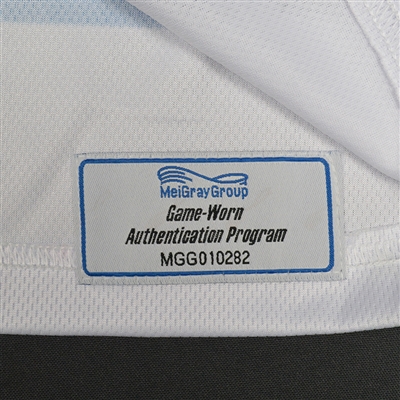 MeiGrayGroup
Game-Worn
Authentication Program
MGG010282